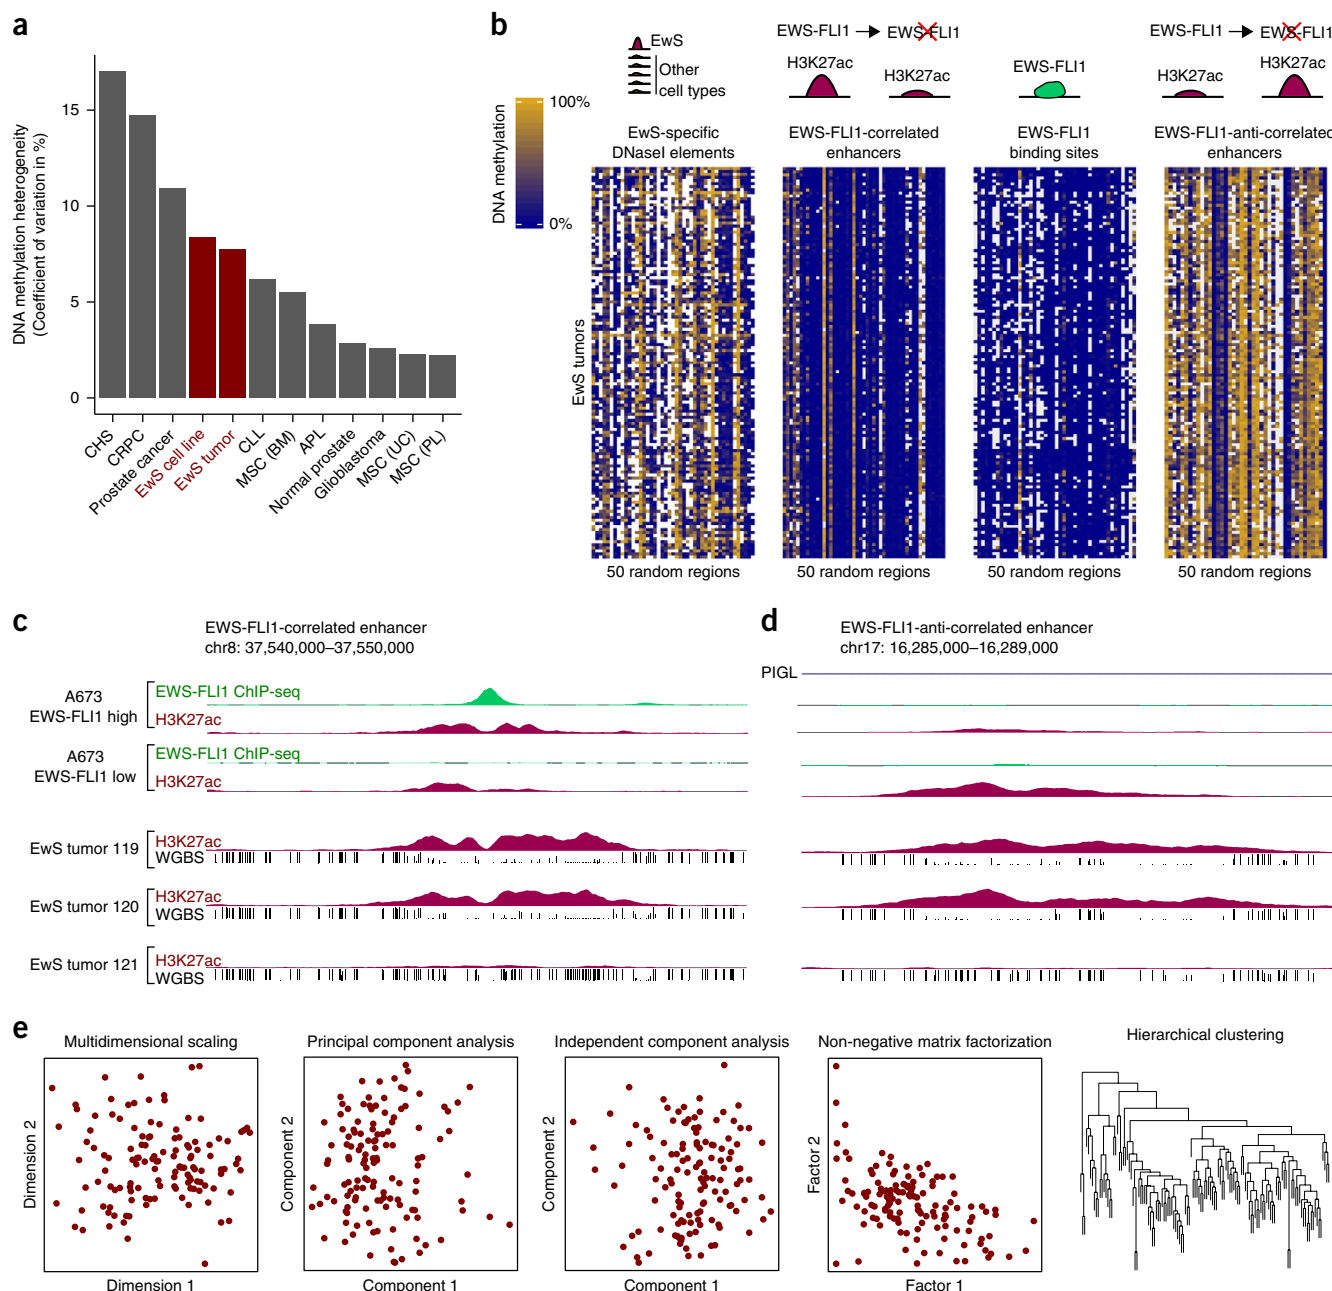 a
DNA methylation heterogeneity
(Coefficient of variation in %)
15
10
5
0
CHS
CRPC
Prostate cancer
EwS cell line
EwS tumor
CLL
MSC (BM)
APL
Normal prostate
Glioblastoma
MSC (UC)
MSC (PL)
b
DNA methylation
100%
0%
EwS
Other
cell types
EWS-FLI1
EWS-FLI1
H3K27ac
H3K27ac
EWS-FLI1
EWS-FLI1
EWS-FLI1
H3K27ac
H3K27ac
EwS-specific
DNaseI elements
EWS-FLI1-correlated
enhancers
EWS-FLI1
binding sites
EWS-FLI1-anti-correlated
enhancers
EwS tumors
50 random regions
50 random regions
50 random regions
50 random regions
c
EWS-FLI1-correlated enhancer
chr8: 37,540,000–37,550,000
A673
EWS-FLI1 high
EWS-FLI1 ChIP-seq
H3K27ac
A673
EWS-FLI1 low
EWS-FLI1 ChIP-seq
H3K27ac
EwS tumor 119
H3K27ac
WGBS
EwS tumor 120
H3K27ac
WGBS
EwS tumor 121
H3K27ac
WGBS
d
EWS-FLI1-anti-correlated enhancer
chr17: 16,285,000–16,289,000
PIGL
e
Multidimensional scaling
Dimension 2
Dimension 1
Principal component analysis
Component 2
Component 1
Independent component analysis
Component 2
Component 1
Non-negative matrix factorization
Factor 2
Factor 1
Hierarchical clustering